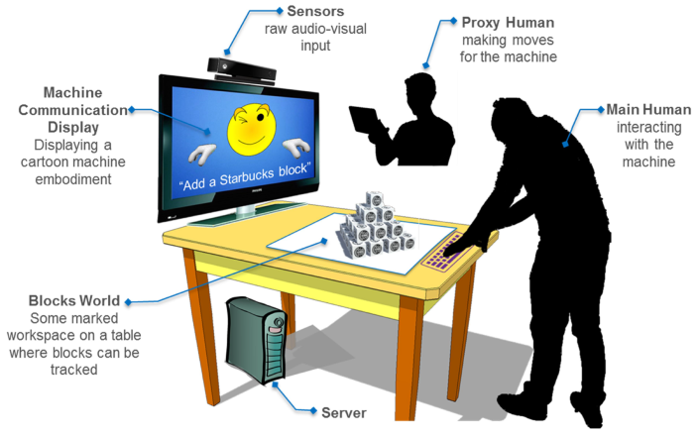 Sensors
raw audio-visual
input
Proxy Human
making moves
for the machine
Machine
Communication
Display
Displaying a
cartoon machine
embodiment
Main Human
interacting
with the
machine
"Add a Starbucks block"
Blocks World
Some marked
workspace on a table
where blocks can be
tracked
Server